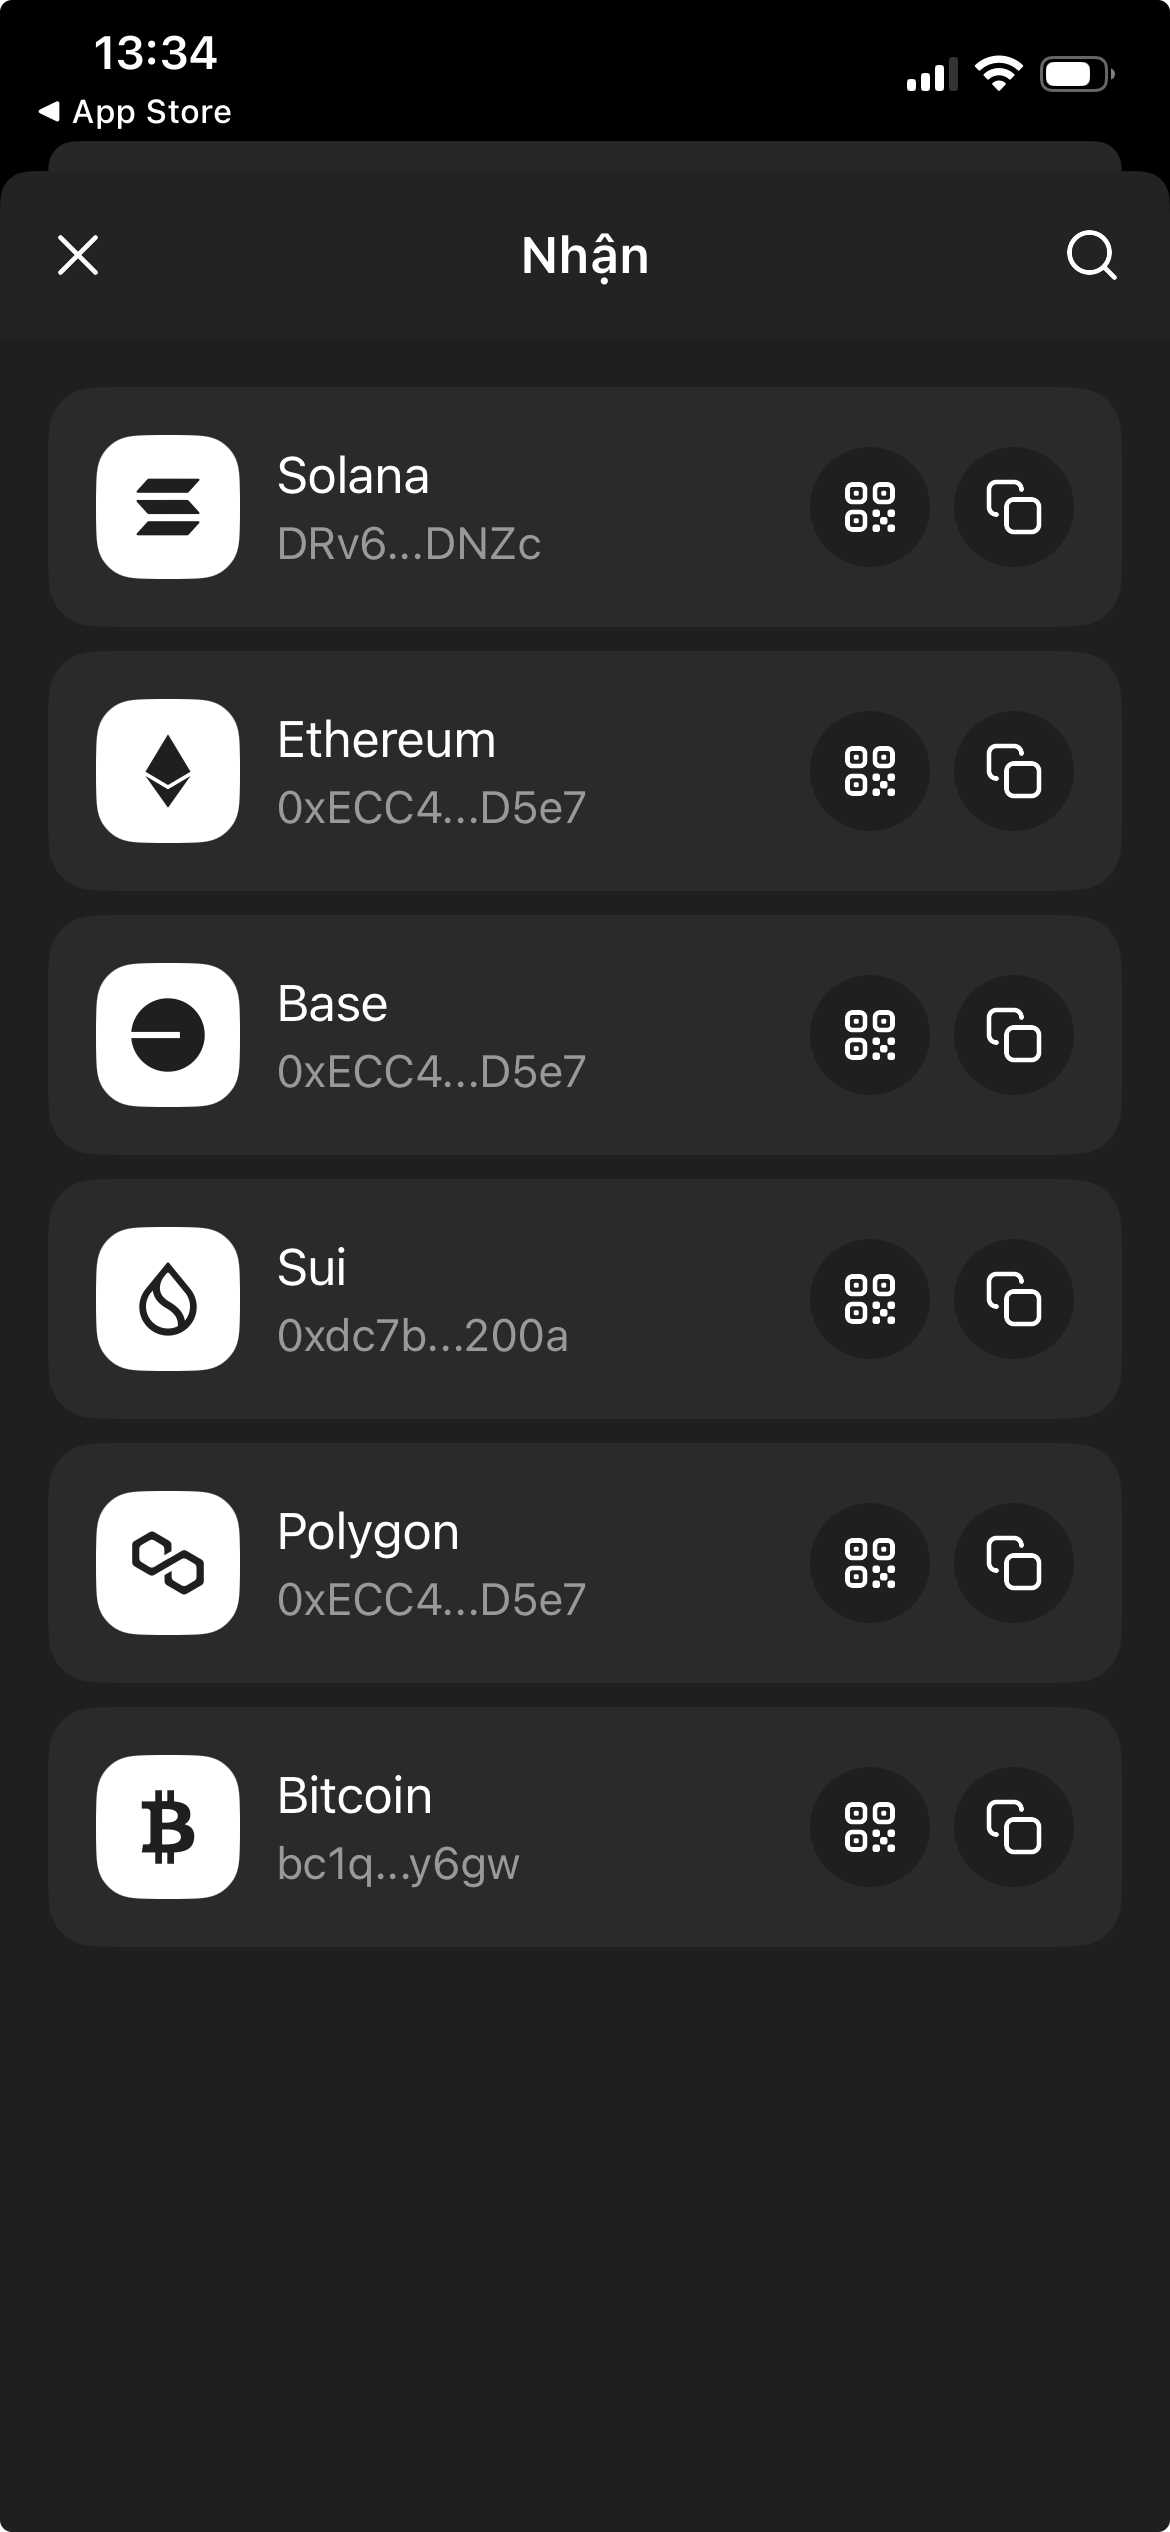 13:34
App Store
Nhận
Solana
DRv6...DNZc
Ethereum
0xECC4...D5e7
Base
0xECC4...D5e7
Sui
0xdc7b...200a
Polygon
0xECC4...D5e7
Bitcoin
bc1q...y6gw